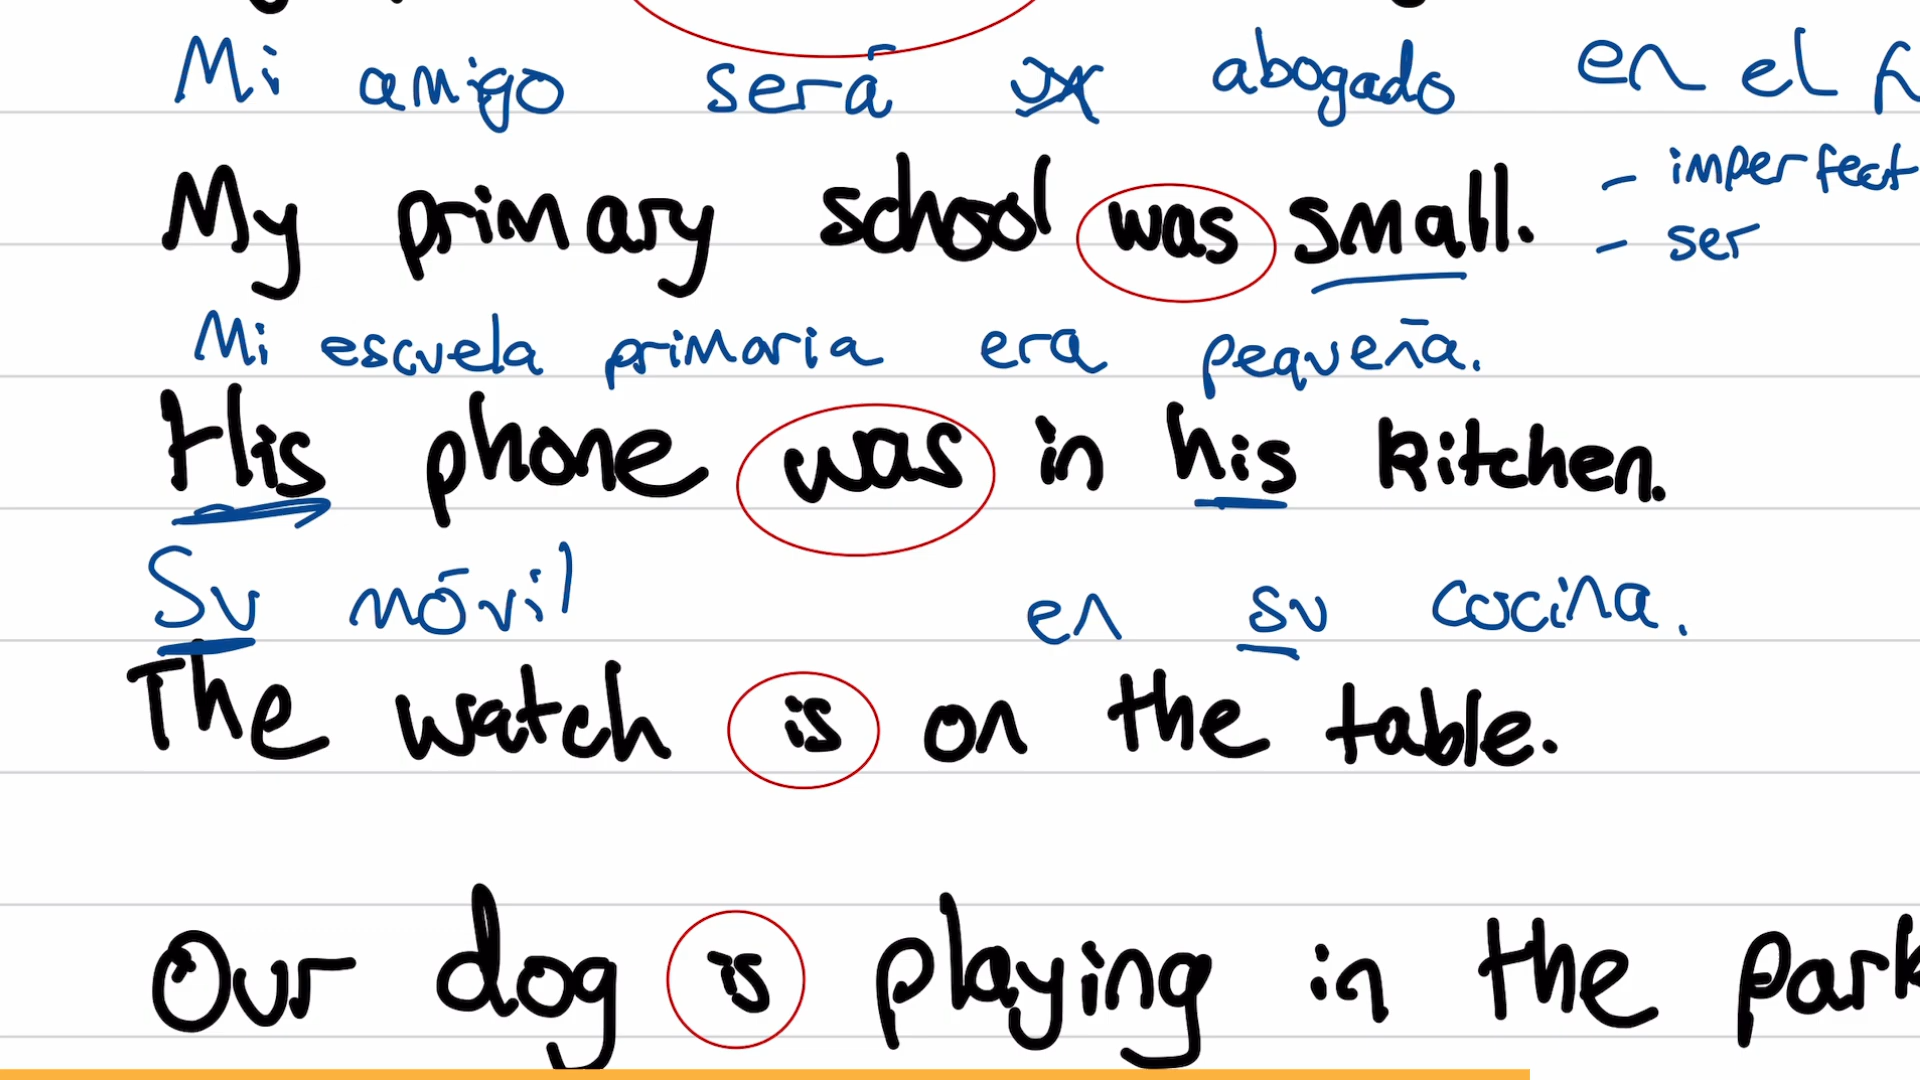 Mi amigo será abogado en el
My primary school was small. - imperfect
- ser
Mi escuela primaria era pequeña.
His phone was in his kitchen.
Su móvil en su cocina.
The watch is on the table.
Our dog is playing in the park